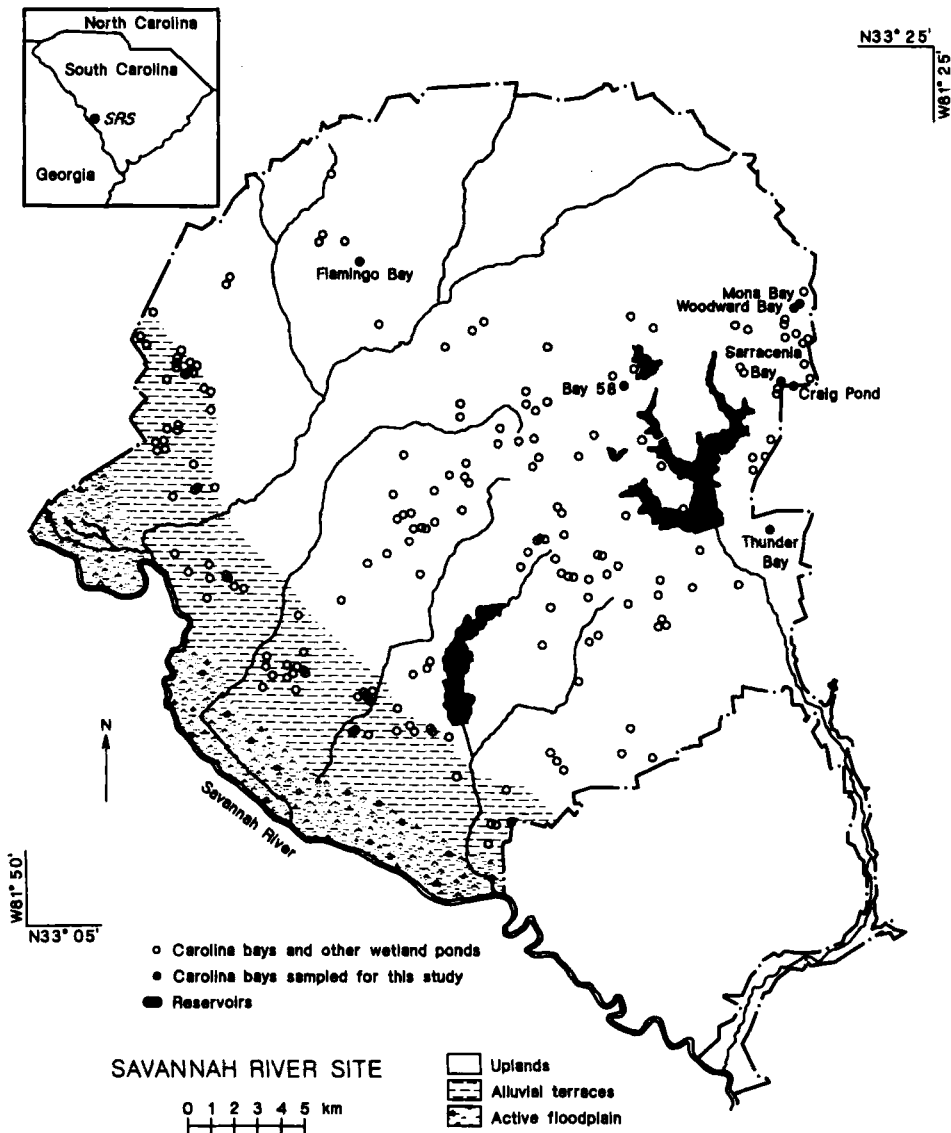 North Carolina
South Carolina
SRS
Georgia
N33° 25'
W81° 25'
Flamingo Bay
Mona Bay
Woodward Bay
Sarracenia
Bay
Bay 58
Craig Pond
Thunder
Bay
N
Savannah River
W81° 50'
N33° 05'
Carolina bays and other wetland ponds
Carolina bays sampled for this study
Reservoirs
SAVANNAH RIVER SITE
0 1 2 3 4 5 km
Uplands
Alluvial terraces
Active floodplain